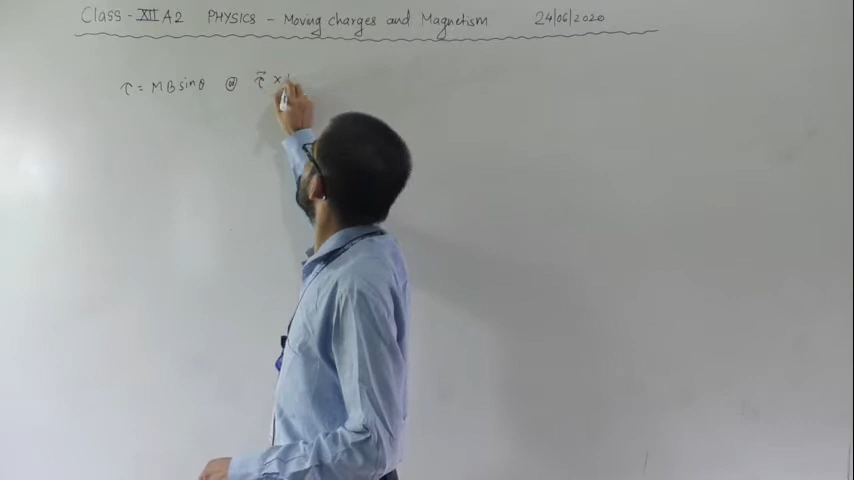 Class - XII A2 PHYSICS - Moving charges and Magnetism 24/06/2020
τ = MB sinθ @ τ⃗ ×